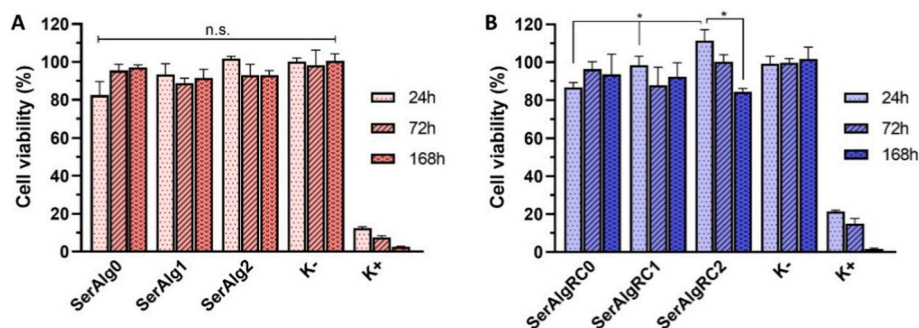 A
n.s.
Cell viability (%)
120
100
80
60
40
20
0
24h
72h
168h
SerAlg0
SerAlg1
SerAlg2
K-
K+
B
*
*
Cell viability (%)
120
100
80
60
40
20
0
24h
72h
168h
SerAlgRC0
SerAlgRC1
SerAlgRC2
K-
K+